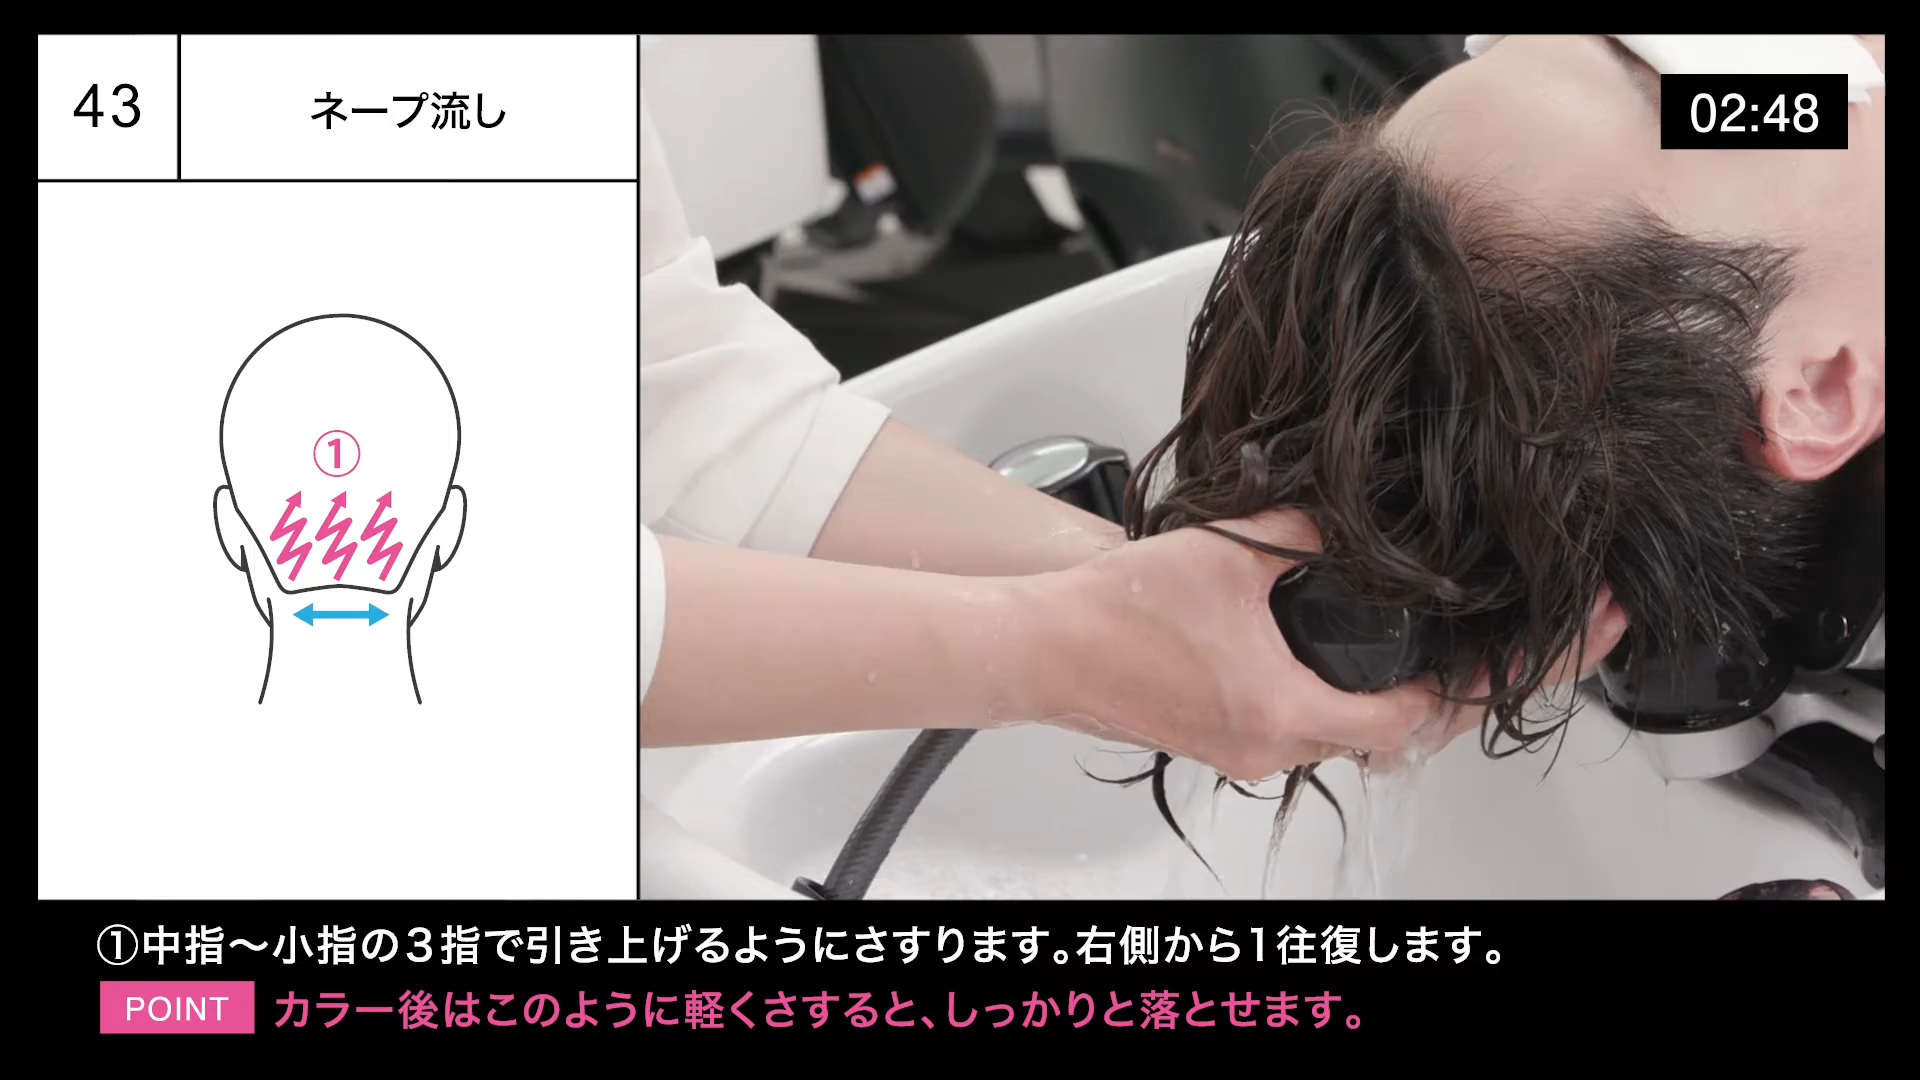 43
ネープ流し
02:48
①
①中指〜小指の3指で引き上げるようにさすります。右側から1往復します。
POINT カラー後はこのように軽くさすると、しっかりと落とせます。